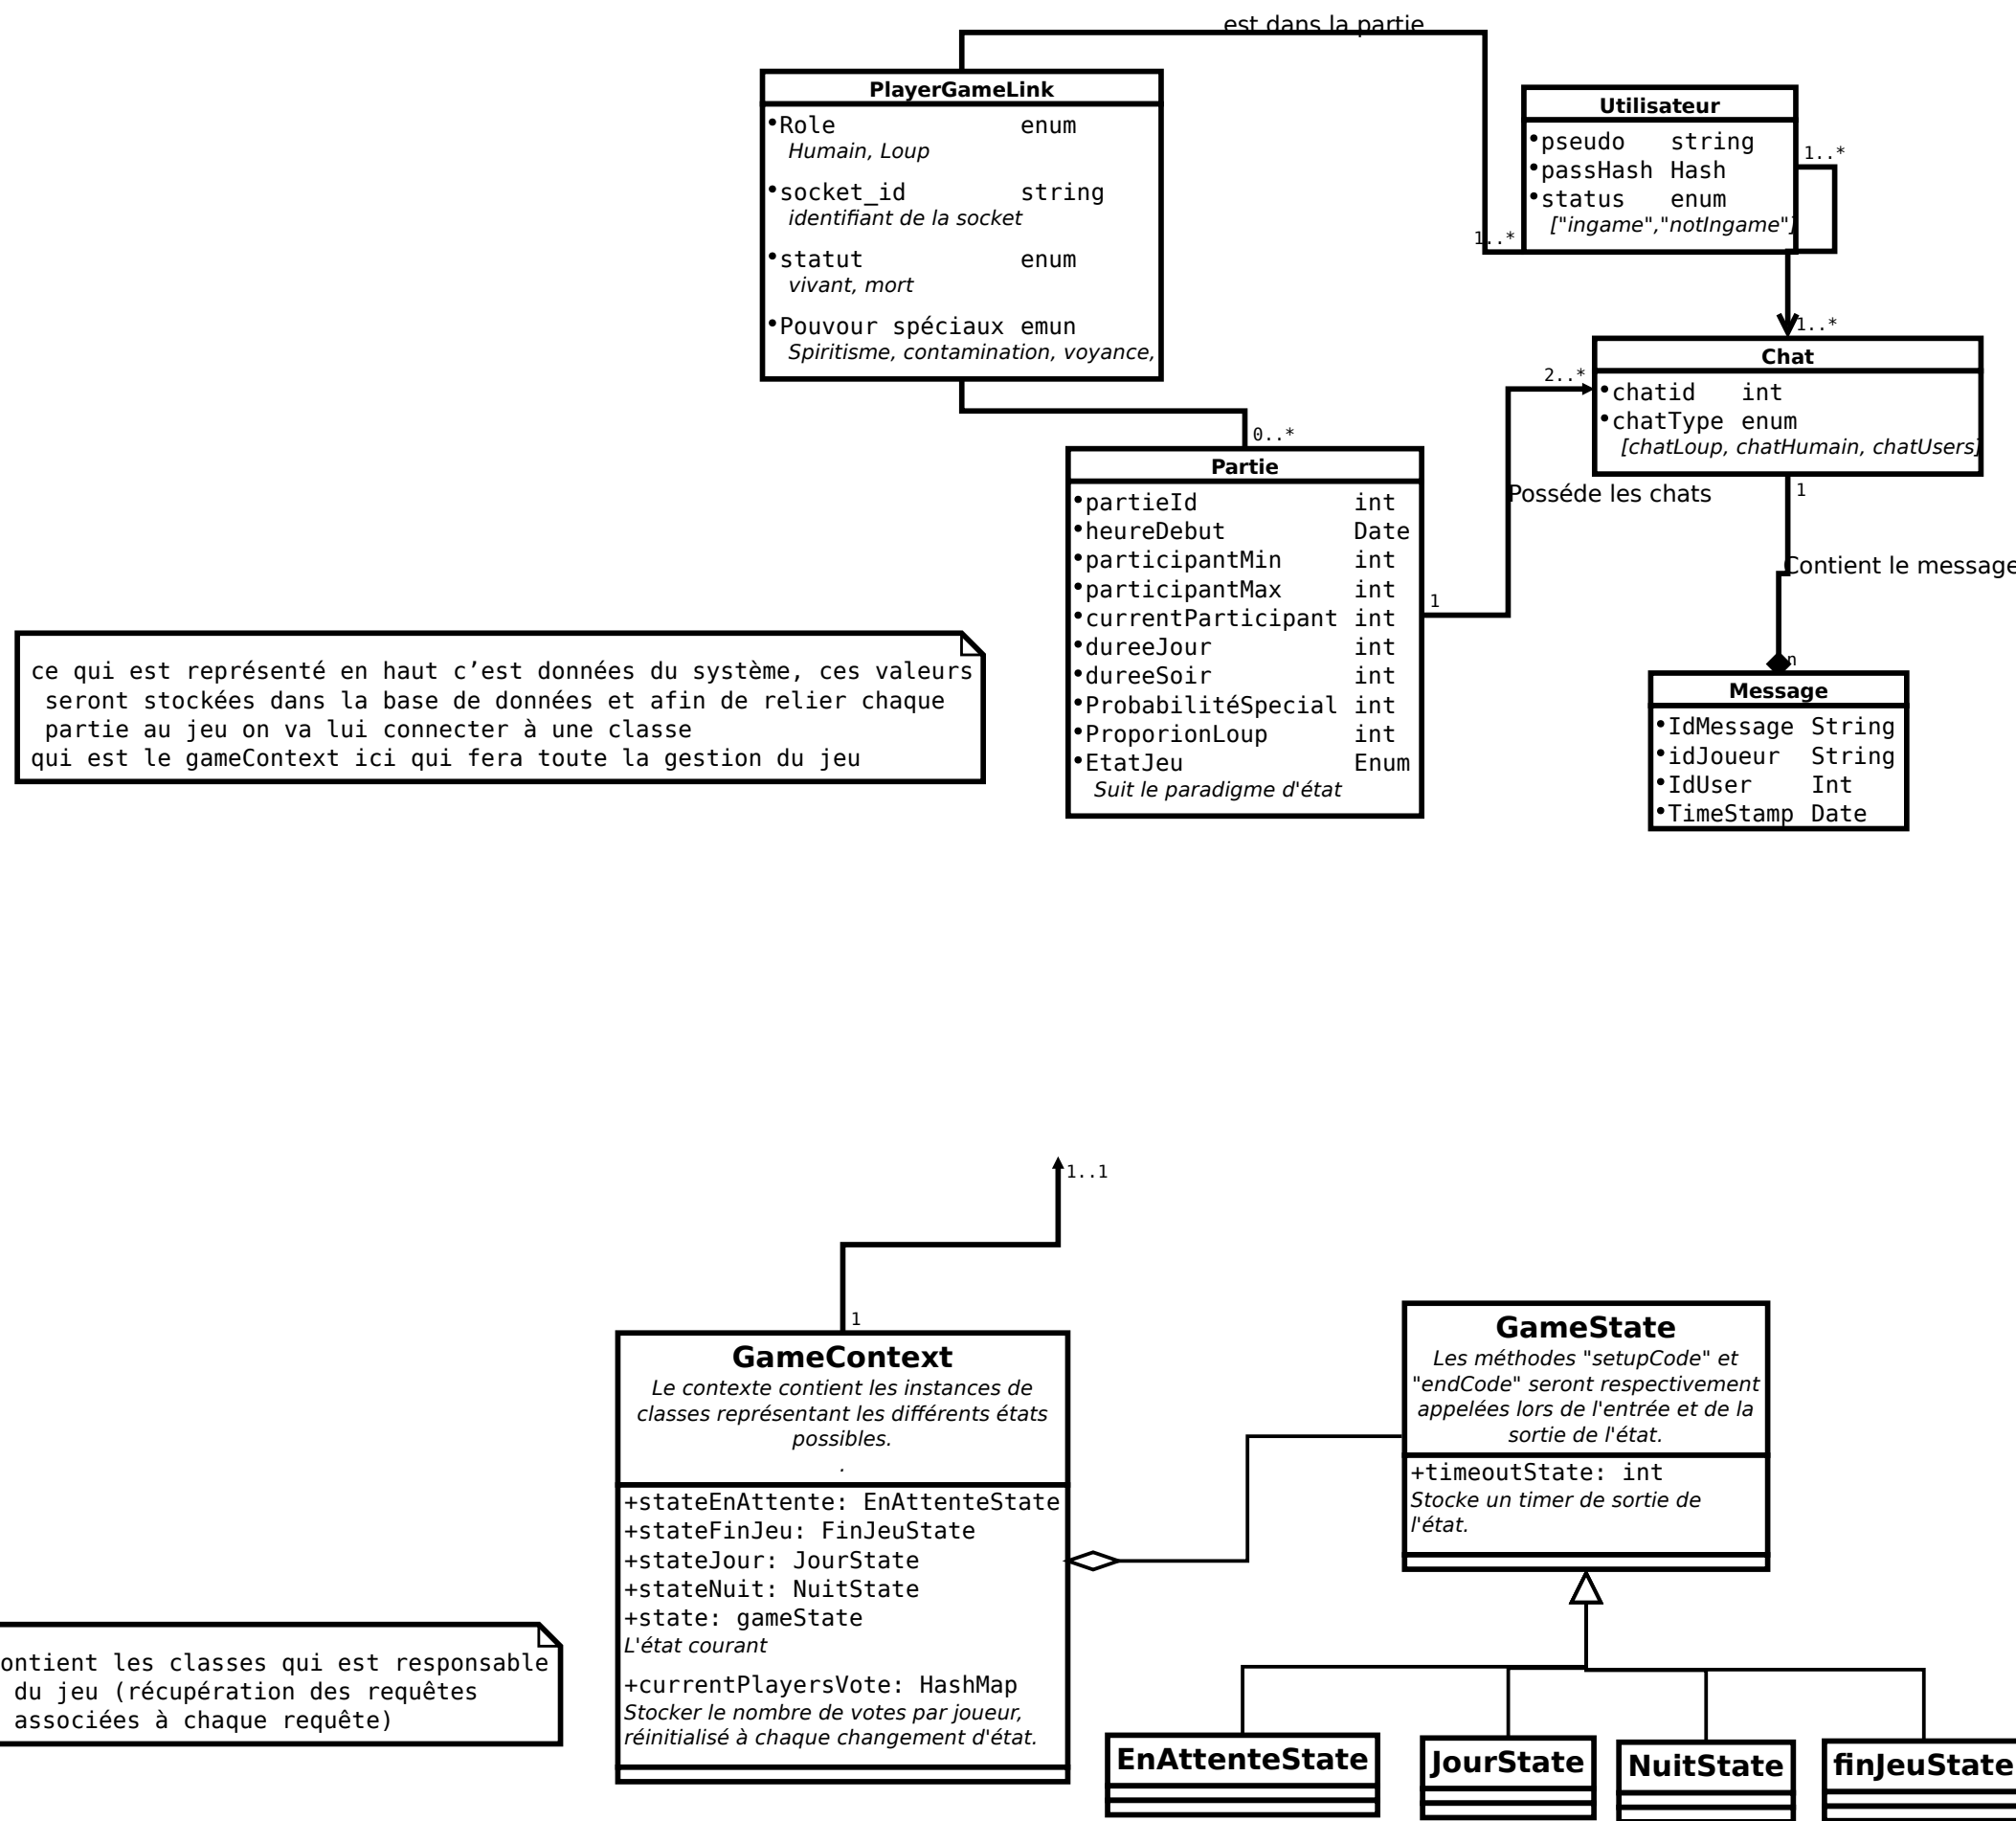 est dans la partie
PlayerGameLink
Role enum
Humain, Loup
socket_id string
identifiant de la socket
statut enum
vivant, mort
Pouvour spéciaux emun
Spiritisme, contamination, voyance,
Utilisateur
pseudo string
passHash Hash
status enum
["ingame","notIngame"]
1..*
1..*
1..*
Chat
chatid int
chatType enum
[chatLoup, chatHumain, chatUsers]
2..*
0..*
Partie
partieId int
heureDebut Date
participantMin int
participantMax int
currentParticipant int
dureeJour int
dureeSoir int
ProbabilitéSpecial int
ProporionLoup int
EtatJeu Enum
Suit le paradigme d'état
1
Posséde les chats
1
Contient le message
n
Message
IdMessage String
idJoueur String
IdUser Int
TimeStamp Date
ce qui est représenté en haut c’est données du système, ces valeurs
seront stockées dans la base de données et afin de relier chaque
partie au jeu on va lui connecter à une classe
qui est le gameContext ici qui fera toute la gestion du jeu
1..1
1
GameContext
Le contexte contient les instances de
classes représentant les différents états
possibles.
.
+stateEnAttente: EnAttenteState
+stateFinJeu: FinJeuState
+stateJour: JourState
+stateNuit: NuitState
+state: gameState
L'état courant
+currentPlayersVote: HashMap
Stocker le nombre de votes par joueur,
réinitialisé à chaque changement d'état.
GameState
Les méthodes "setupCode" et
"endCode" seront respectivement
appelées lors de l'entrée et de la
sortie de l'état.
+timeoutState: int
Stocke un timer de sortie de
l'état.
ontient les classes qui est responsable
du jeu (récupération des requêtes
associées à chaque requête)
EnAttenteState
JourState
NuitState
finJeuState